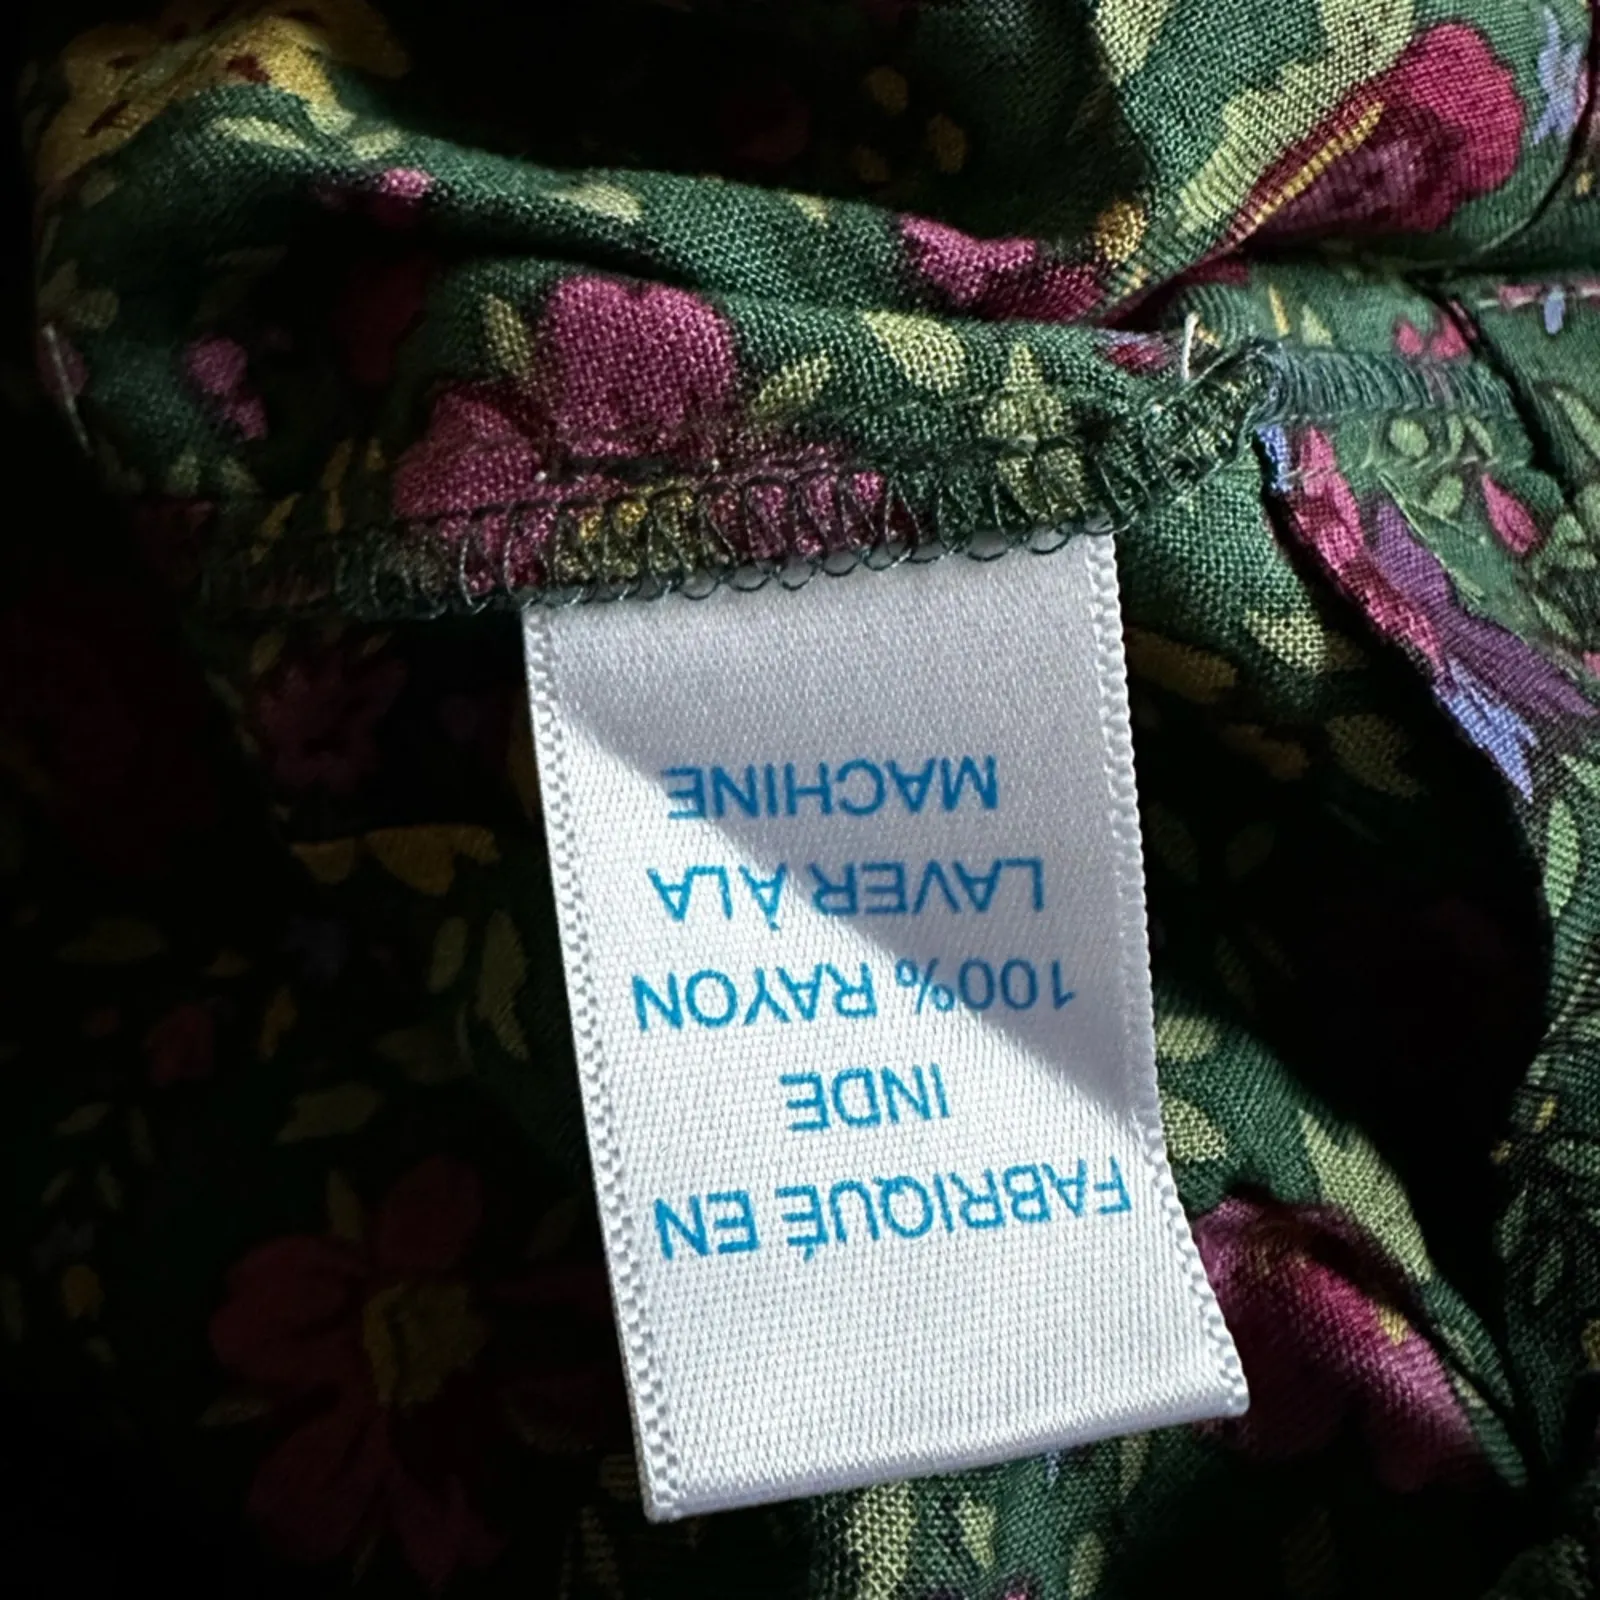 FABRIQUÉ EN
INDE
100% RAYON
LAVER À LA
MACHINE